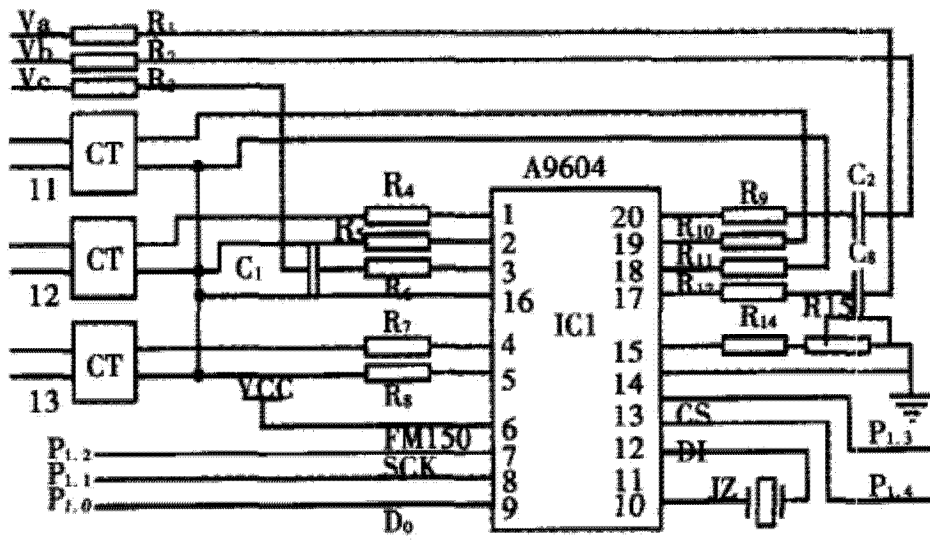 Va R₁
Vb R₂
Vc R₃
CT
11
CT
12
CT
13
A9604
IC1
R₄
R₅
R₆
R₇
R₈
C₁
VCC
FM150
SCK
D₀
P₁.₂
P₁.₁
P₁.₀
1
2
3
16
4
5
6
7
8
9
20
19
18
17
15
14
13
12
11
10
R₉
R₁₀
R₁₁
R₁₂
R₁₄
R15
C₂
C₈
CS
DI
JZ
P₁.₃
P₁.₄